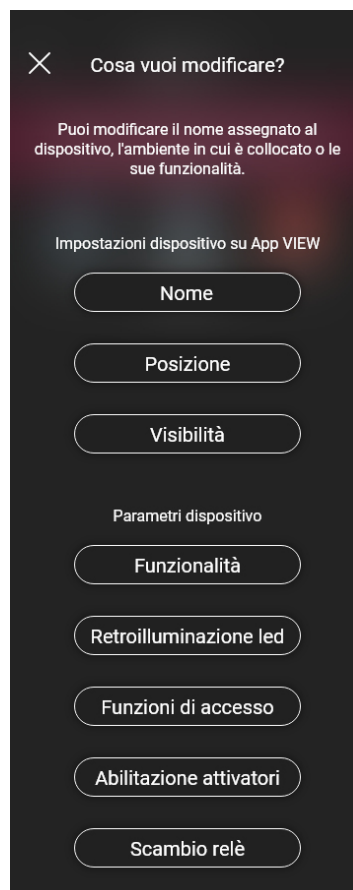 Cosa vuoi modificare?
Puoi modificare il nome assegnato al
dispositivo, l'ambiente in cui è collocato o le
sue funzionalità.
Impostazioni dispositivo su App VIEW
Nome
Posizione
Visibilità
Parametri dispositivo
Funzionalità
Retroilluminazione led
Funzioni di accesso
Abilitazione attivatori
Scambio relè